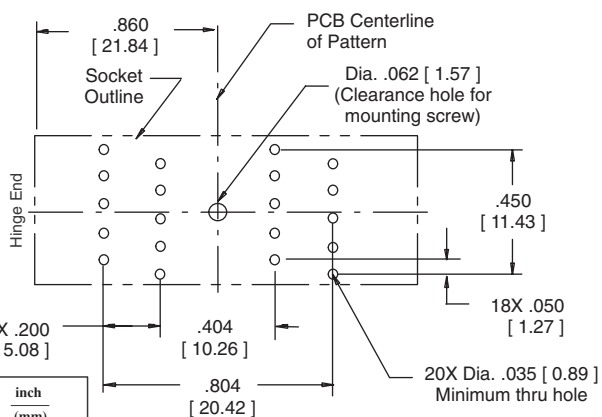 .860
[ 21.84 ]
PCB Centerline
of Pattern
Socket
Outline
Dia. .062 [ 1.57 ]
(Clearance hole for
mounting screw)
Hinge End
.450
[ 11.43 ]
X .200
5.08 ]
.404
[ 10.26 ]
18X .050
[ 1.27 ]
.804
[ 20.42 ]
20X Dia. .035 [ 0.89 ]
Minimum thru hole
inch
(mm)